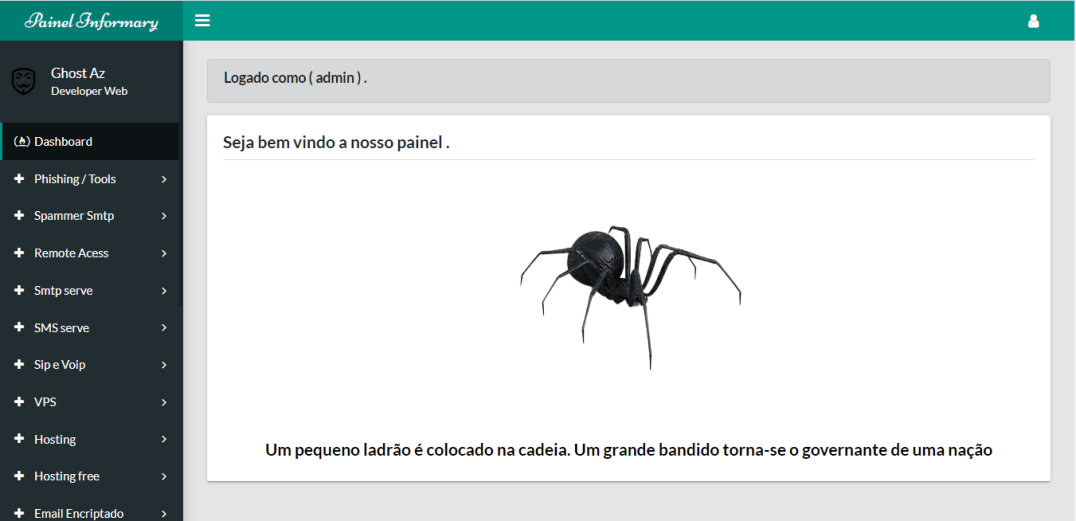 Painel Informary
Ghost Az
Developer Web
Dashboard
Phishing / Tools
Spammer Smtp
Remote Acess
Smtp serve
SMS serve
Sip e Voip
VPS
Hosting
Hosting free
Email Encriptado
Logado como ( admin ) .
Seja bem vindo a nosso painel .
Um pequeno ladrão é colocado na cadeia. Um grande bandido torna-se o governante de uma nação